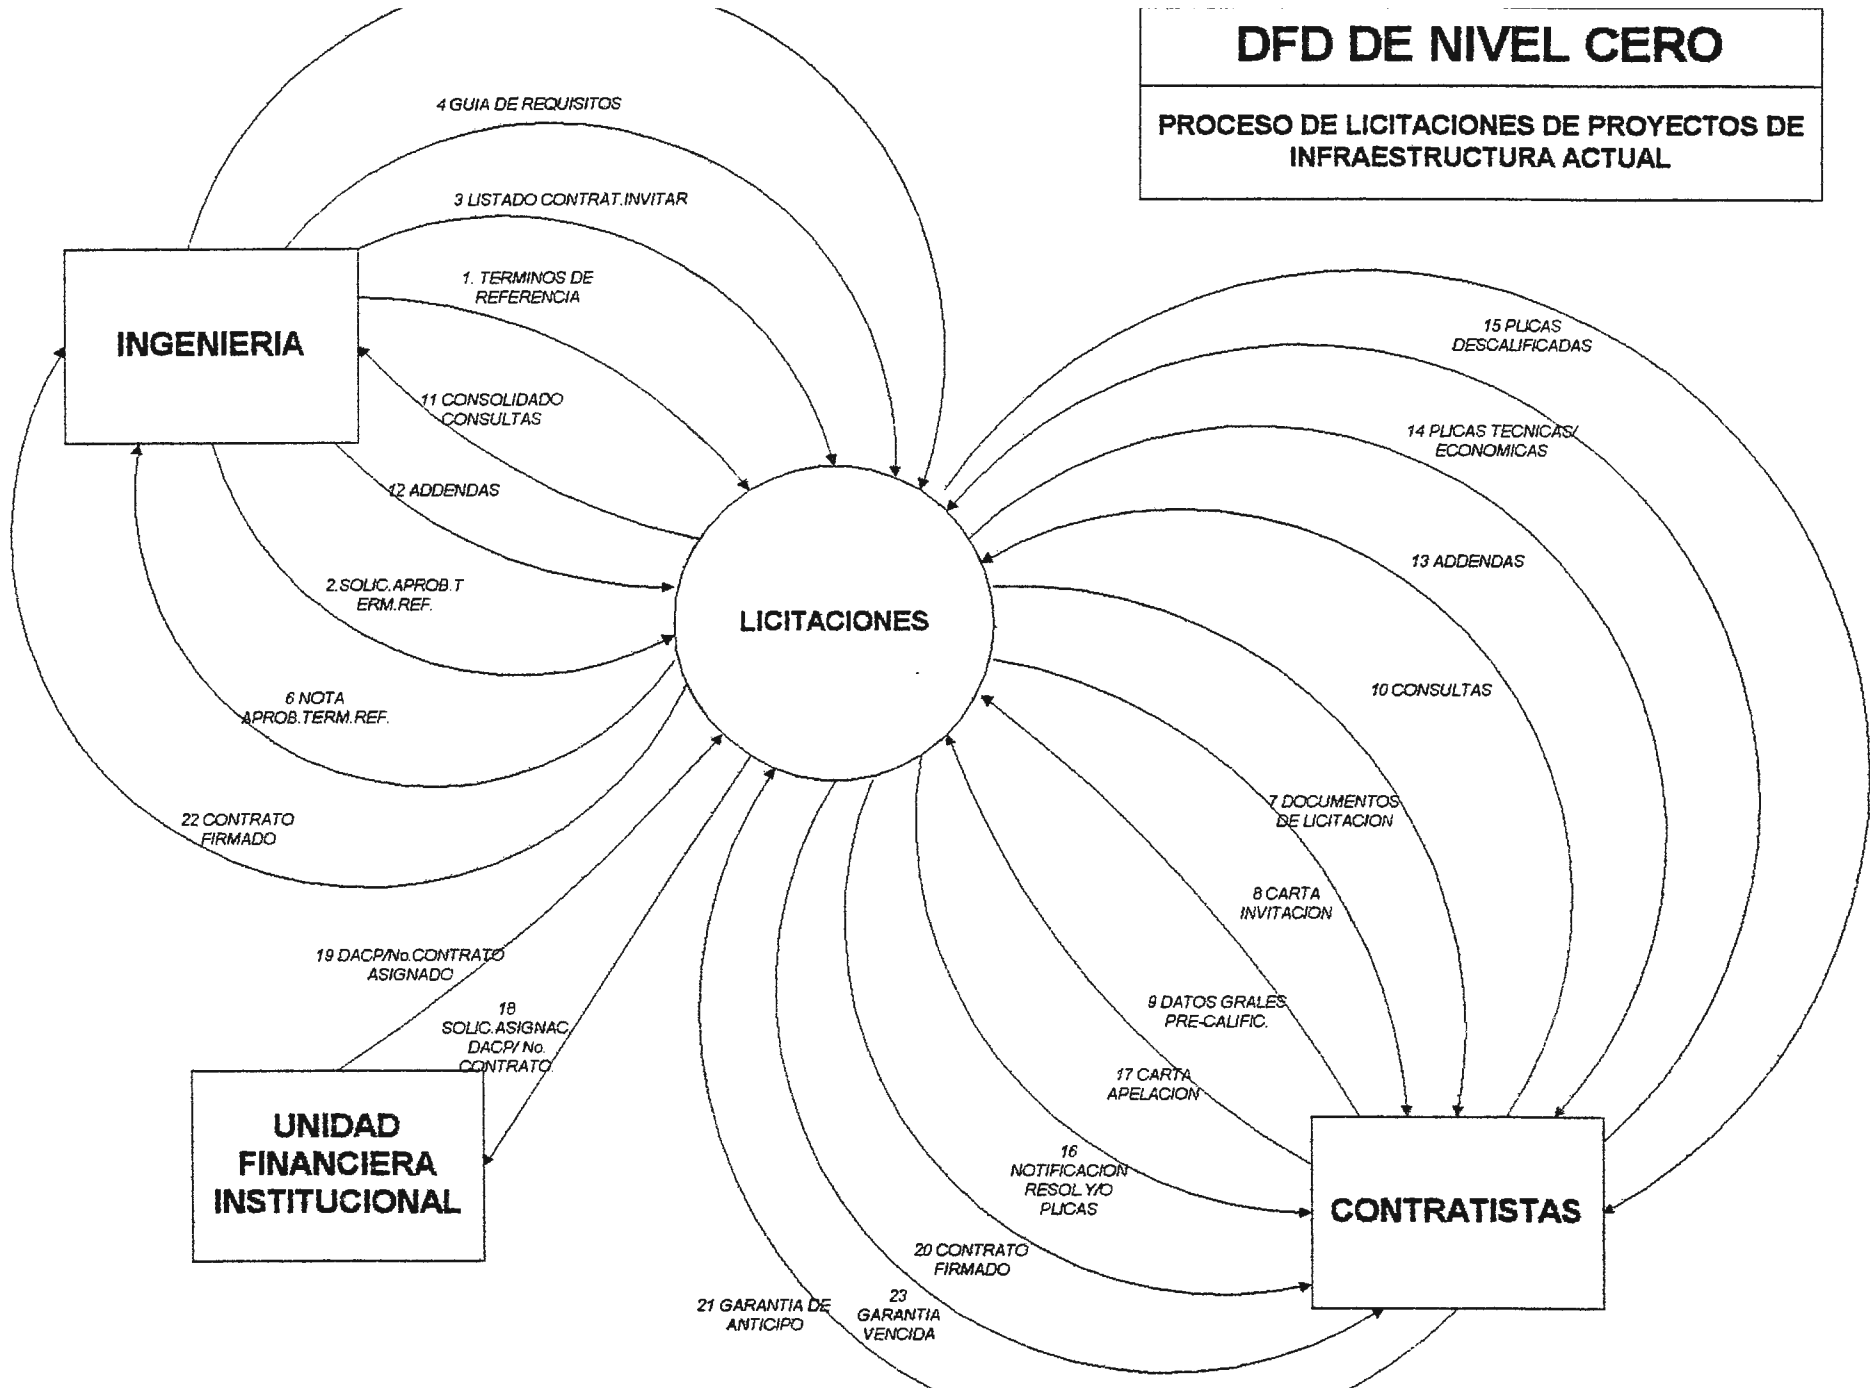 DFD DE NIVEL CERO
PROCESO DE LICITACIONES DE PROYECTOS DE
INFRAESTRUCTURA ACTUAL
4 GUIA DE REQUISITOS
3 LISTADO CONTRAT.INVITAR
1. TERMINOS DE
REFERENCIA
INGENIERIA
11 CONSOLIDADO
CONSULTAS
12 ADDENDAS
2.SOLIC.APROB.T
ERM.REF.
6 NOTA
APROB.TERM.REF.
22 CONTRATO
FIRMADO
LICITACIONES
15 PLICAS
DESCALIFICADAS
14 PLICAS TECNICAS/
ECONOMICAS
13 ADDENDAS
10 CONSULTAS
7 DOCUMENTOS
DE LICITACION
8 CARTA
INVITACION
9 DATOS GRALES
PRE-CALIFIC.
17 CARTA
APELACION
16
NOTIFICACION
RESOL Y/O
PLICAS
19 DACP/No.CONTRATO
ASIGNADO
18
SOLIC.ASIGNAC.
DACP/ No.
CONTRATO
UNIDAD
FINANCIERA
INSTITUCIONAL
CONTRATISTAS
20 CONTRATO
FIRMADO
21 GARANTIA DE
ANTICIPO
23
GARANTIA
VENCIDA